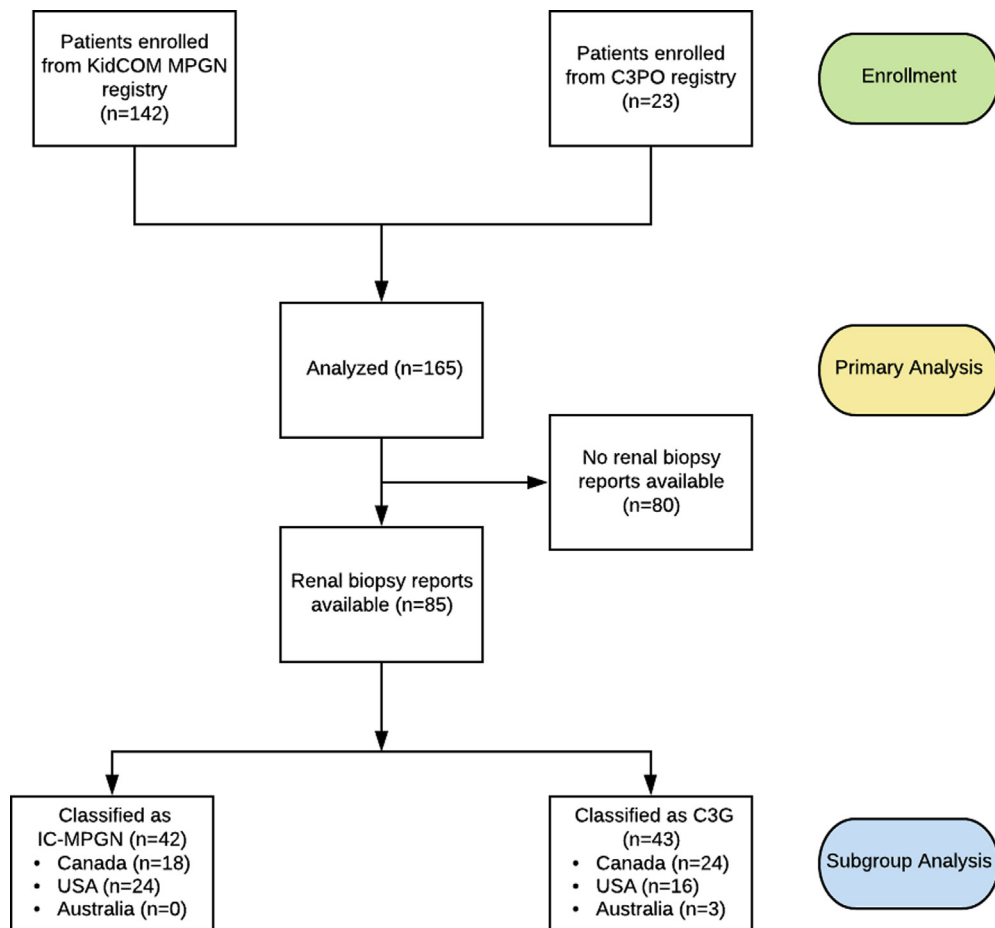 Patients enrolled
from KidCOM MPGN
registry
(n=142)
Patients enrolled
from C3PO registry
(n=23)
Enrollment
Analyzed (n=165)
Primary Analysis
No renal biopsy
reports available
(n=80)
Renal biopsy reports
available (n=85)
Classified as
IC-MPGN (n=42)
• Canada (n=18)
• USA (n=24)
• Australia (n=0)
Classified as C3G
(n=43)
• Canada (n=24)
• USA (n=16)
• Australia (n=3)
Subgroup Analysis